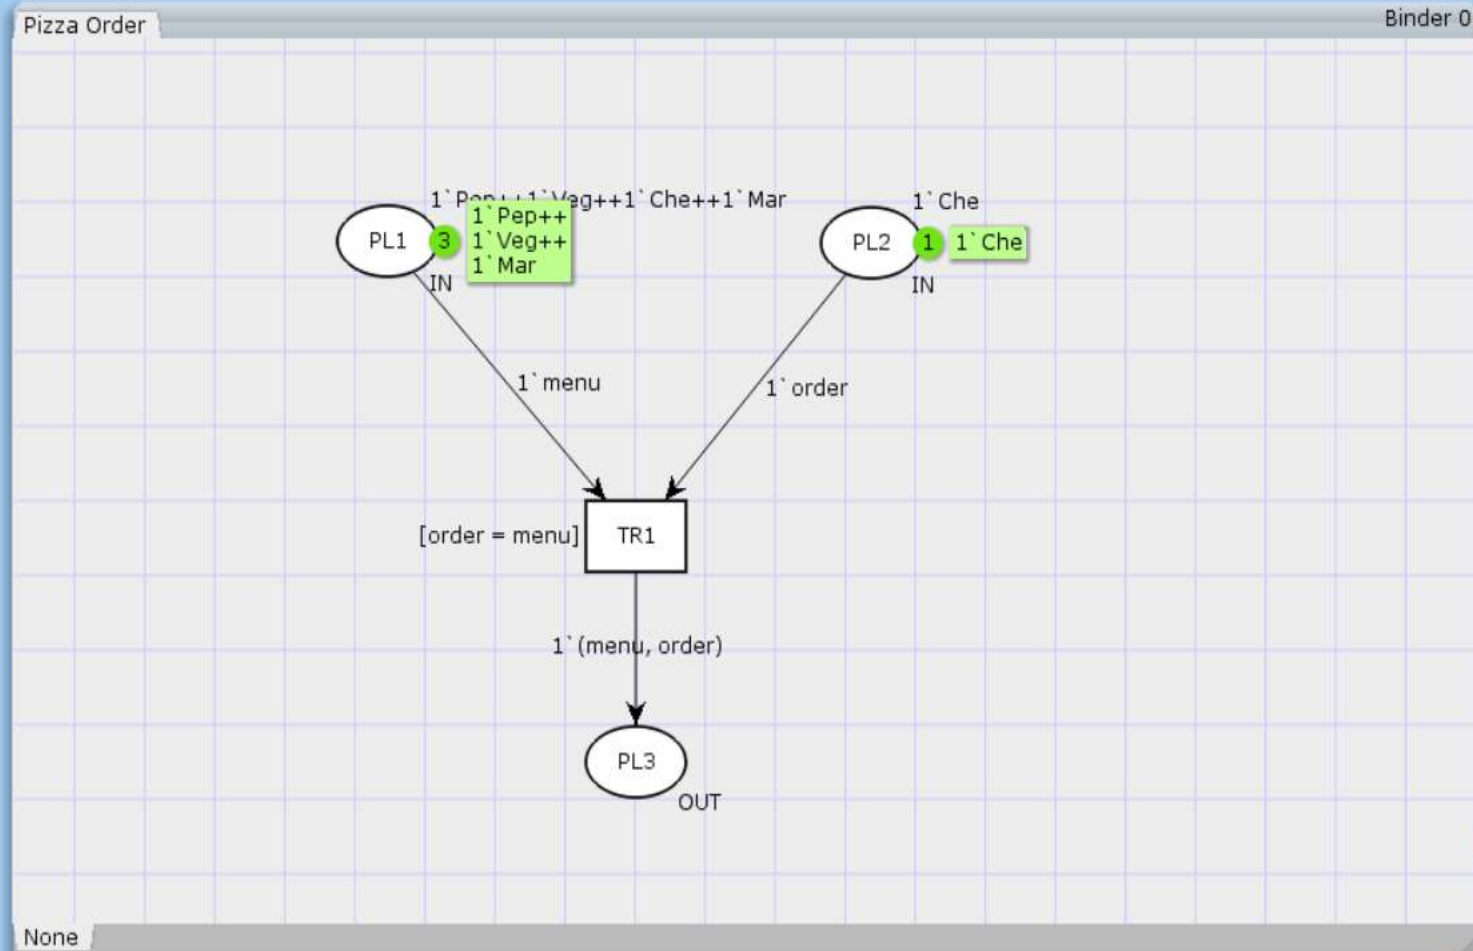 Pizza Order
Binder 0
1`Pep++1`Veg++1`Che++1`Mar
1`Che
1`Pep++
1`Veg++
1`Mar
PL1
3
PL2
1
1`Che
IN
IN
1`menu
1`order
[order = menu]
TR1
1`(menu, order)
PL3
OUT
None